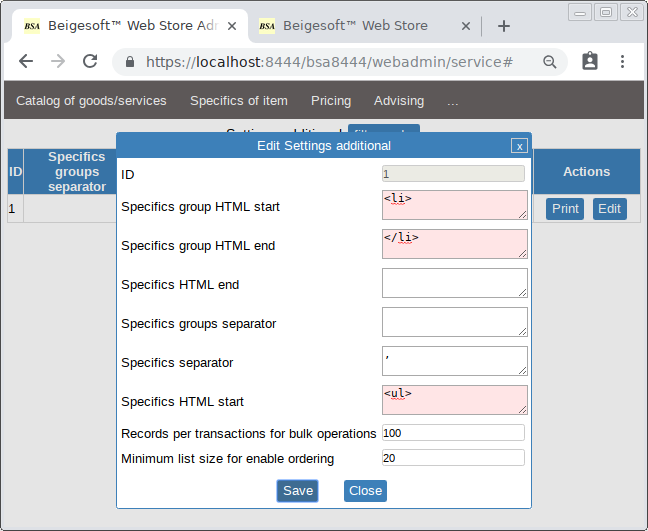 BSA Beigesoft™ Web Store Adr
BSA Beigesoft™ Web Store
https://localhost:8444/bsa8444/webadmin/service#
Catalog of goods/services Specifics of item Pricing Advising ...
Edit Settings additional x
ID Specifics groups separator Actions
1 Print Edit
ID 1
Specifics group HTML start <li>
Specifics group HTML end </li>
Specifics HTML end
Specifics groups separator
Specifics separator ,
Specifics HTML start <ul>
Records per transactions for bulk operations 100
Minimum list size for enable ordering 20
Save Close